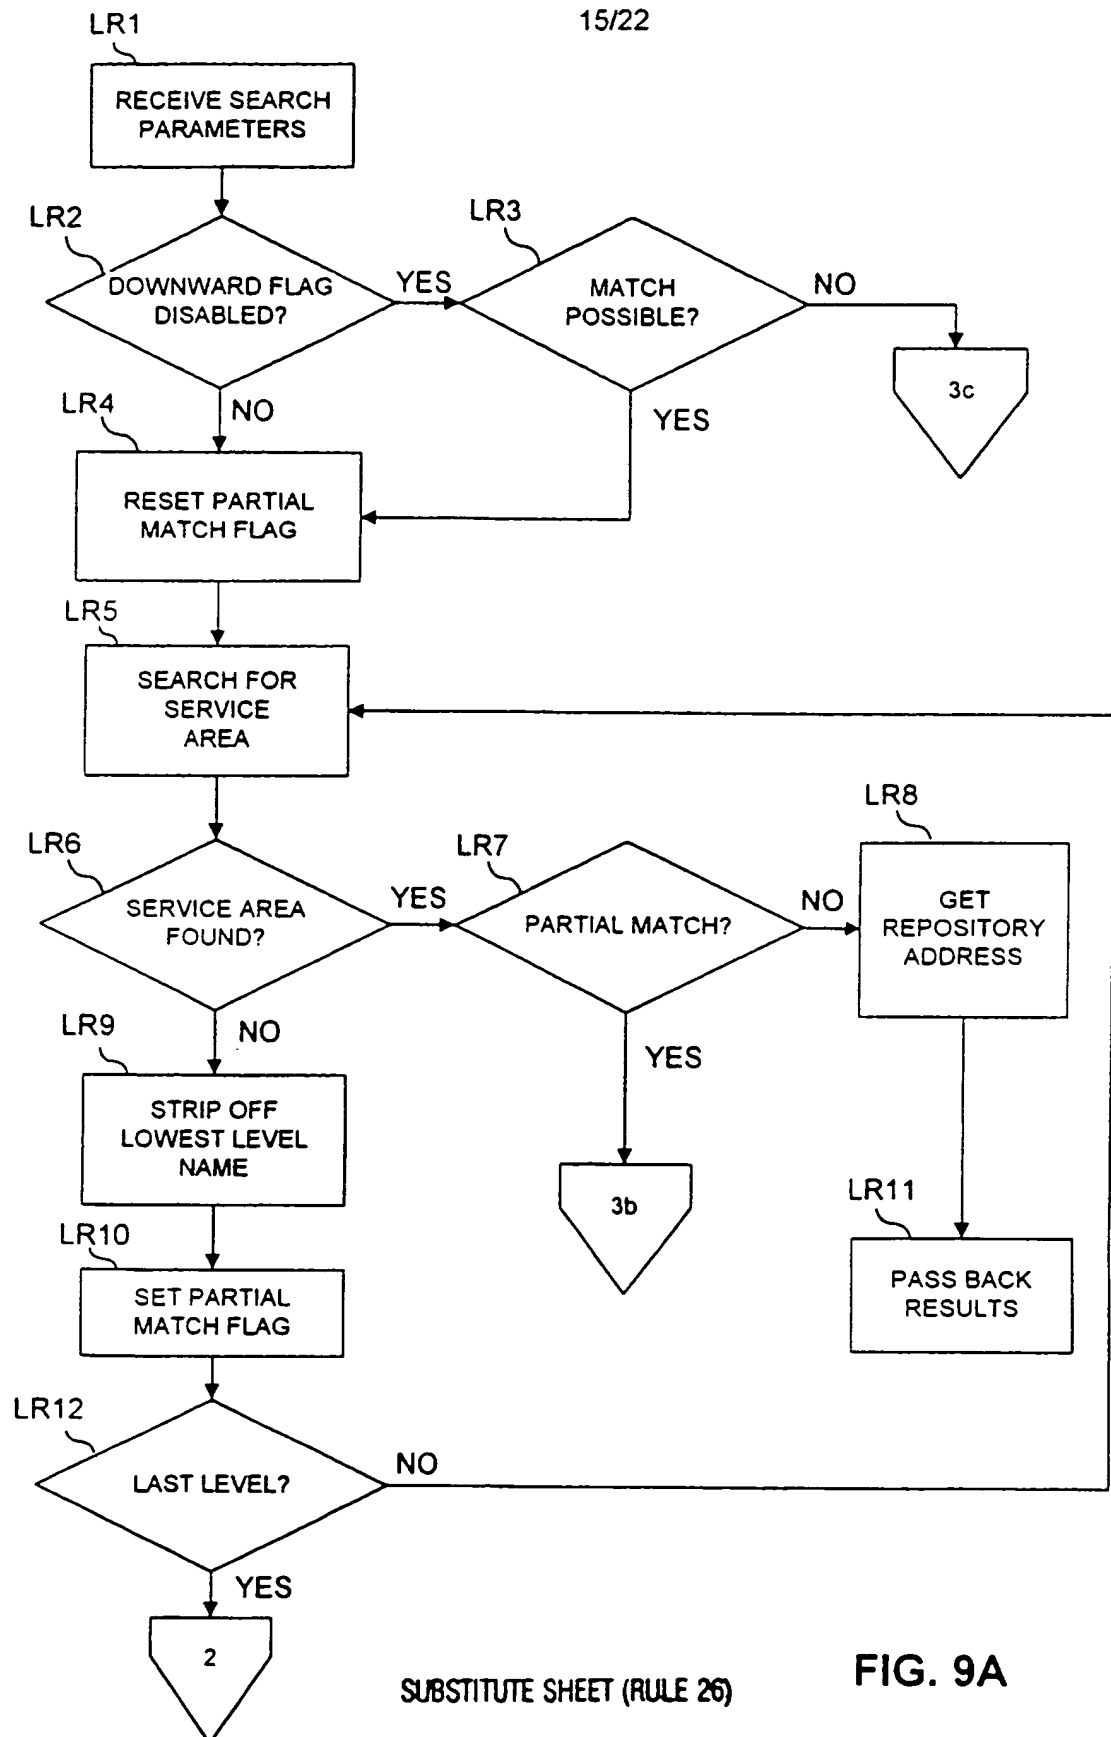 15/22
LR1
RECEIVE SEARCH
PARAMETERS
LR2
DOWNWARD FLAG
DISABLED?
YES
LR3
MATCH
POSSIBLE?
NO
3c
NO
YES
LR4
RESET PARTIAL
MATCH FLAG
LR5
SEARCH FOR
SERVICE
AREA
LR6
SERVICE AREA
FOUND?
YES
LR7
PARTIAL MATCH?
NO
LR8
GET
REPOSITORY
ADDRESS
NO
YES
LR9
STRIP OFF
LOWEST LEVEL
NAME
3b
LR11
PASS BACK
RESULTS
LR10
SET PARTIAL
MATCH FLAG
LR12
LAST LEVEL?
NO
YES
2
SUBSTITUTE SHEET (RULE 26)
FIG. 9A